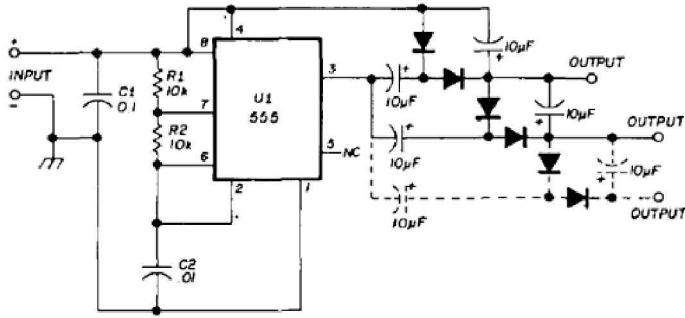 4
+
8
3
10µF
+
OUTPUT
INPUT
R1
10k
C1
0.1
7
U1
555
+
10µF
10µF
+
OUTPUT
-
R2
10k
5
NC
+
10µF
6
2
1
+
10µF
+
10µF
OUTPUT
C2
.01